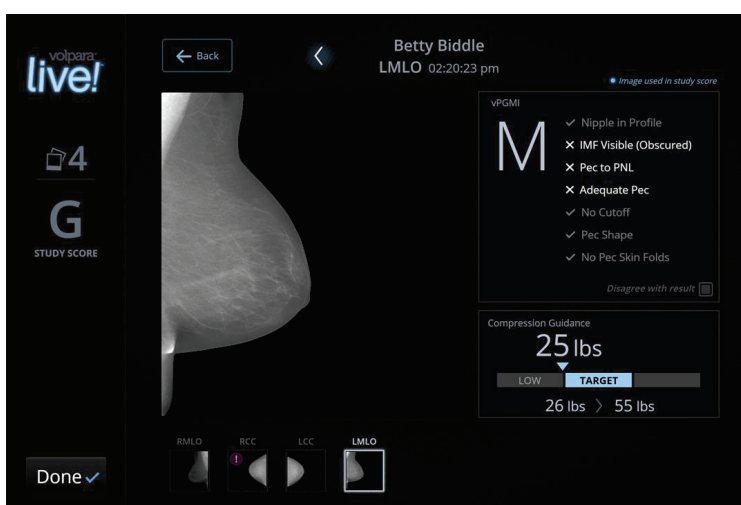 volpara
live!
4
G
STUDY SCORE
Done
Back
Betty Biddle
LMLO 02:20:23 pm
Image used in study score
vPGMI
M
Nipple in Profile
IMF Visible (Obscured)
Pec to PNL
Adequate Pec
No Cutoff
Pec Shape
No Pec Skin Folds
Disagree with result
Compression Guidance
25 lbs
LOW TARGET
26 lbs > 55 lbs
RMLO RCC LCC LMLO
!